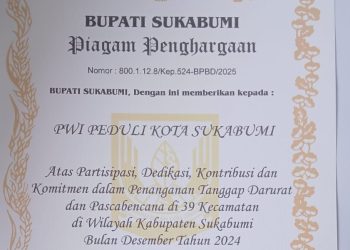 BUPATI SUKABUMI
Piagam Penghargaan
Nomor : 800.1.12.8/Kep.524-BPBD/2025
BUPATI SUKABUMI, Dengan ini memberikan kepada :
PWI PEDULI KOTA SUKABUMI
Atas Partisipasi, Dedikasi, Kontribusi dan
Komitmen dalam Penanganan Tanggap Darurat
dan Pascabencana di 39 Kecamatan
di Wilayah Kabupaten Sukabumi
Bulan Desember Tahun 2024